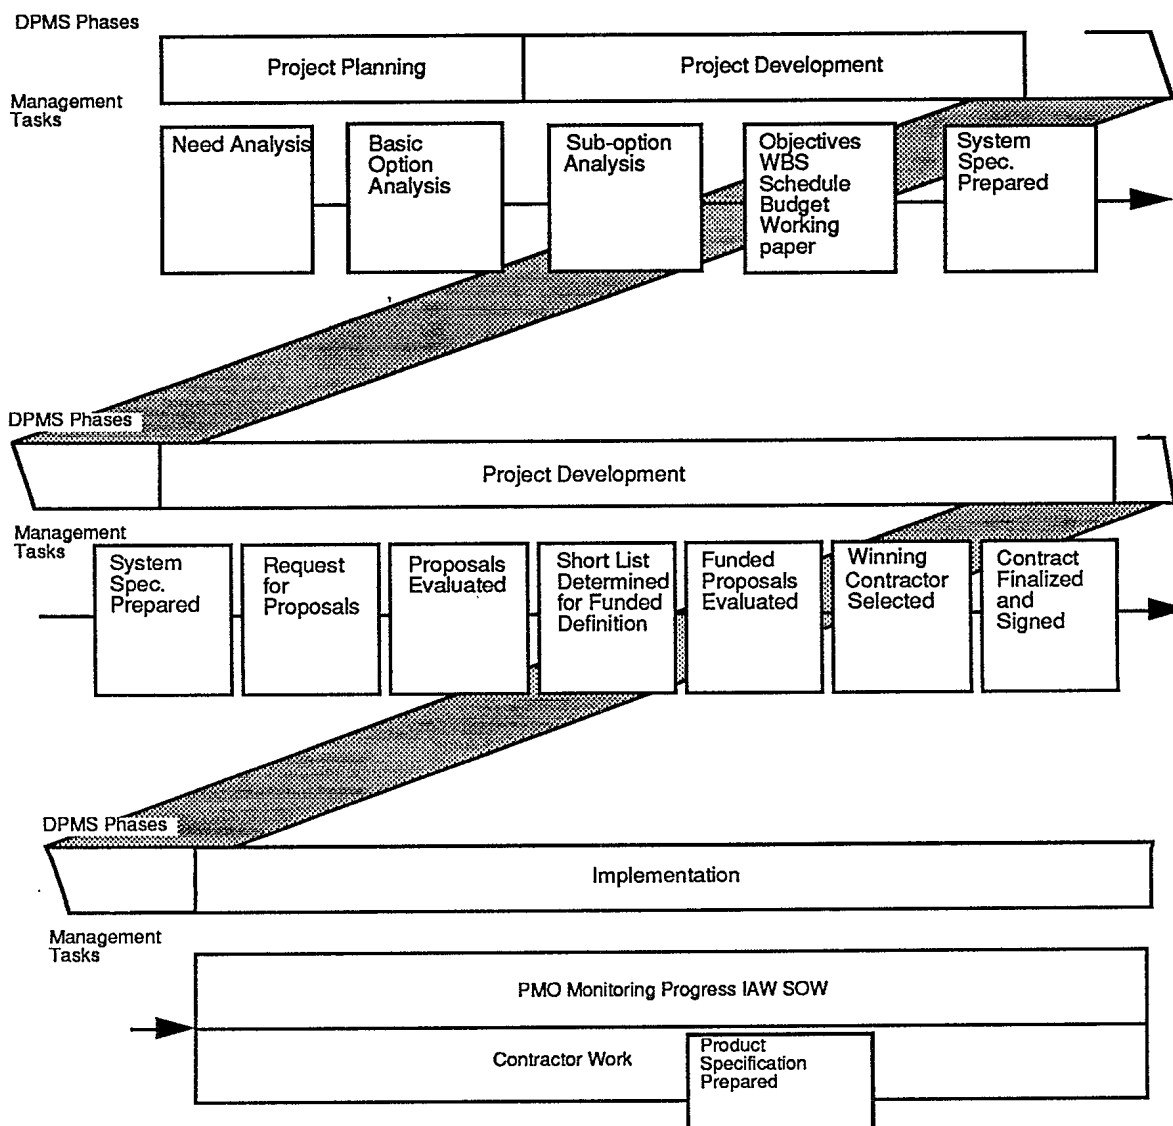 DPMS Phases
Project Planning
Project Development
Management
Tasks
Need Analysis
Basic
Option
Analysis
Sub-option
Analysis
Objectives
WBS
Schedule
Budget
Working
paper
System
Spec.
Prepared
DPMS Phases
Project Development
Management
Tasks
System
Spec.
Prepared
Request
for
Proposals
Proposals
Evaluated
Short List
Determined
for Funded
Definition
Funded
Proposals
Evaluated
Winning
Contractor
Selected
Contract
Finalized
and
Signed
DPMS Phases
Implementation
Management
Tasks
PMO Monitoring Progress IAW SOW
Contractor Work
Product
Specification
Prepared